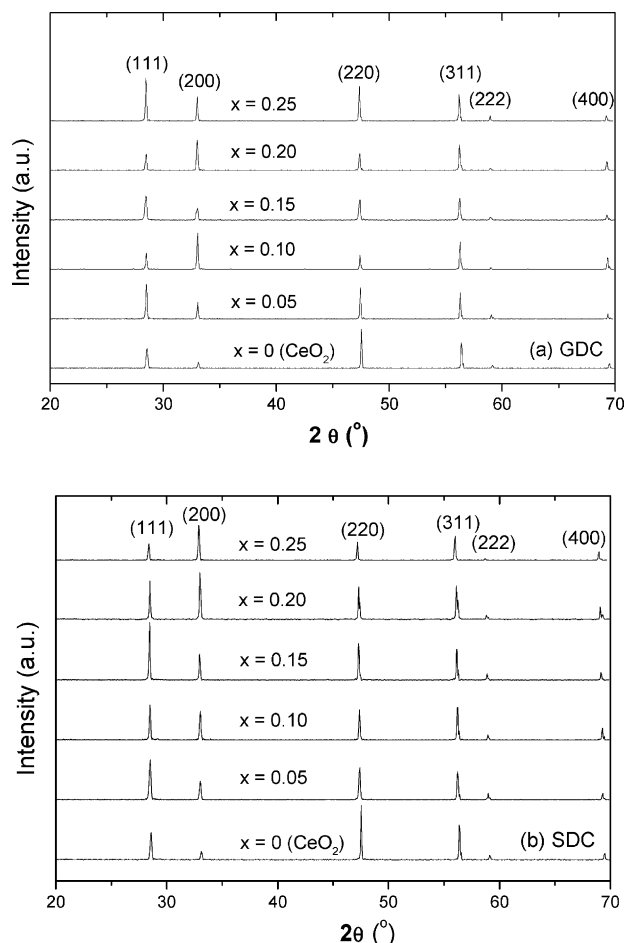 (111)
(200)
(220)
(311)
(222)
(400)
x = 0.25
x = 0.20
x = 0.15
x = 0.10
x = 0.05
x = 0 (CeO₂)
(a) GDC
Intensity (a.u.)
20 30 40 50 60 70
2 θ (°)
(111)
(200)
(220)
(311)
(222)
(400)
x = 0.25
x = 0.20
x = 0.15
x = 0.10
x = 0.05
x = 0 (CeO₂)
(b) SDC
Intensity (a.u.)
20 30 40 50 60 70
2θ (°)